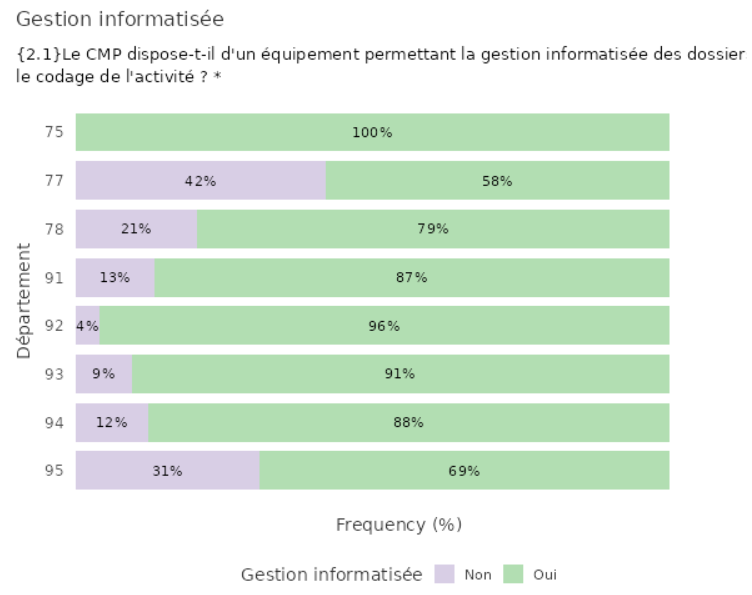 Gestion informatisée
{2.1}Le CMP dispose-t-il d'un équipement permettant la gestion informatisée des dossier
le codage de l'activité ? *
Département
75 100%
77 42% 58%
78 21% 79%
91 13% 87%
92 4% 96%
93 9% 91%
94 12% 88%
95 31% 69%
Frequency (%)
Gestion informatisée Non Oui